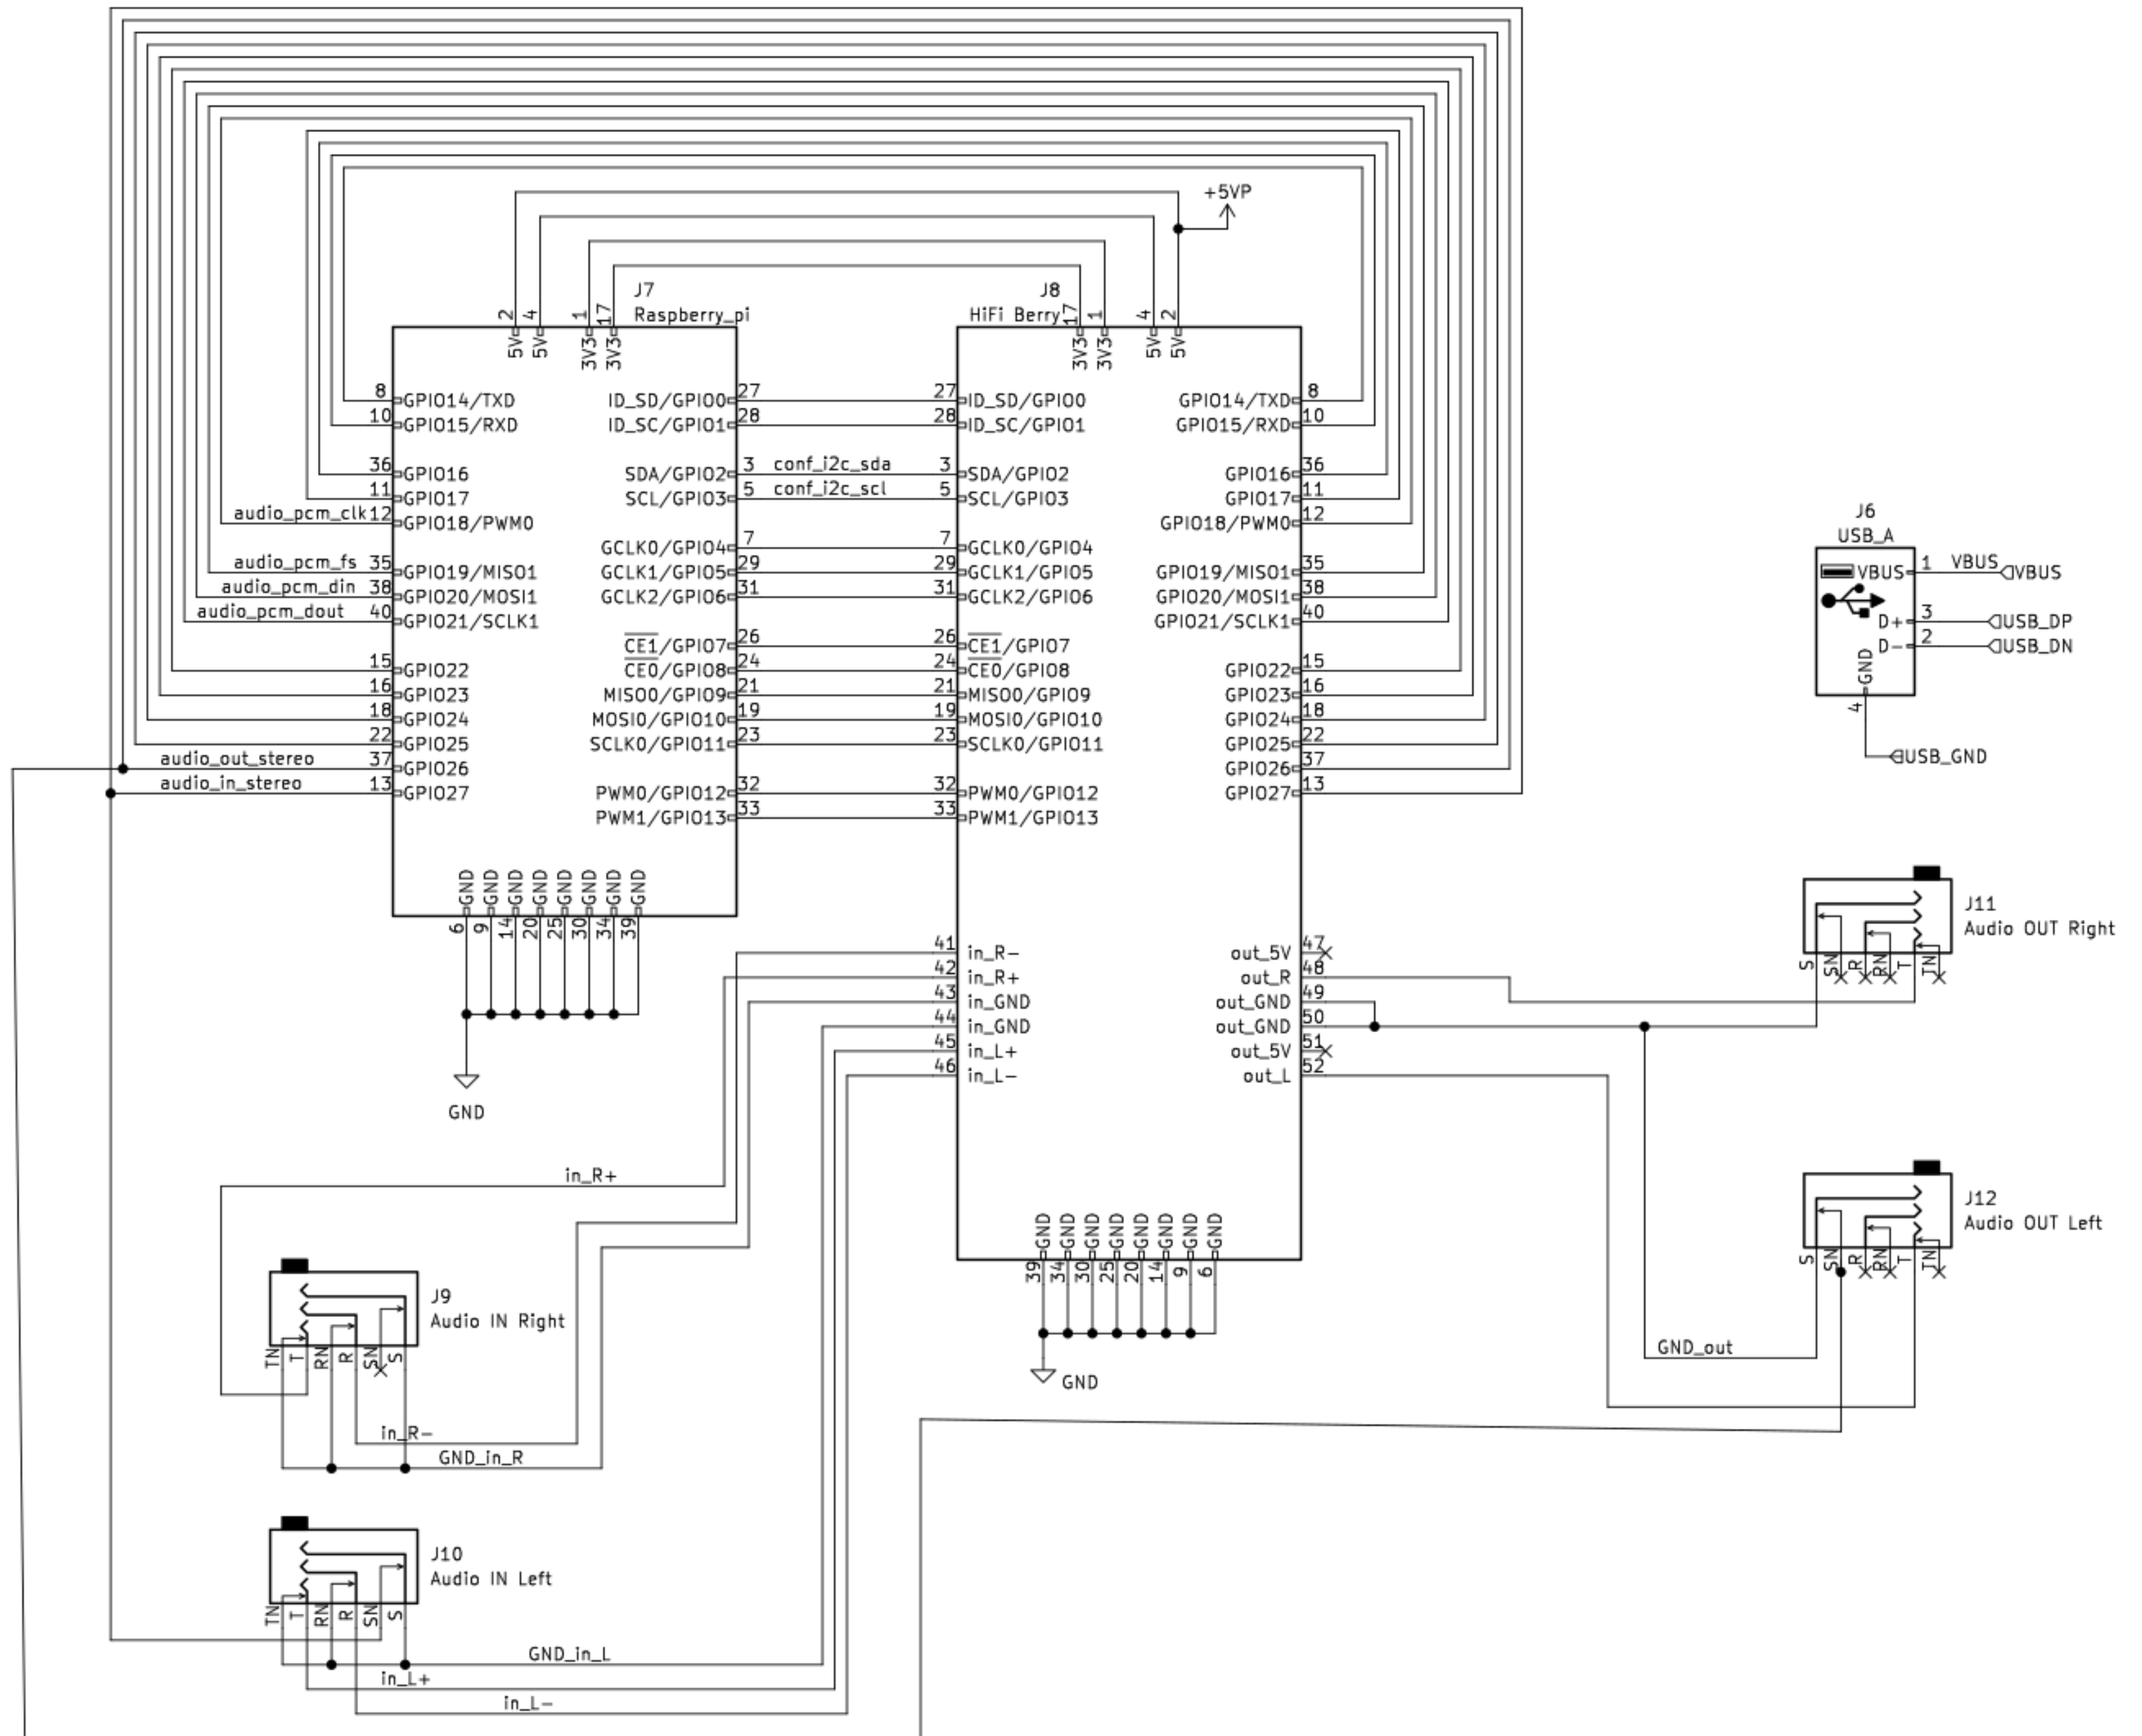 +5VP
J7
Raspberry_pi
2 4 1 17
5V 5V 3V3 3V3
8 GPIO14/TXD ID_SD/GPIO0 27
10 GPIO15/RXD ID_SC/GPIO1 28
36 GPIO16 SDA/GPIO2 3 conf_i2c_sda
11 GPIO17 SCL/GPIO3 5 conf_i2c_scl
audio_pcm_clk 12 GPIO18/PWM0
GCLK0/GPIO4 7
audio_pcm_fs 35 GPIO19/MISO1 GCLK1/GPIO5 29
audio_pcm_din 38 GPIO20/MOSI1 GCLK2/GPIO6 31
audio_pcm_dout 40 GPIO21/SCLK1
CE1/GPIO7 26
15 GPIO22 CE0/GPIO8 24
16 GPIO23 MISO0/GPIO9 21
18 GPIO24 MOSI0/GPIO10 19
22 GPIO25 SCLK0/GPIO11 23
audio_out_stereo 37 GPIO26
audio_in_stereo 13 GPIO27 PWM0/GPIO12 32
PWM1/GPIO13 33
GND GND GND GND GND GND GND GND
6 9 14 20 25 30 34 39
GND
J8
HiFi Berry
17 1 4 2
3V3 3V3 5V 5V
27 ID_SD/GPIO0 GPIO14/TXD 8
28 ID_SC/GPIO1 GPIO15/RXD 10
3 SDA/GPIO2 GPIO16 36
5 SCL/GPIO3 GPIO17 11
GPIO18/PWM0 12
7 GCLK0/GPIO4
29 GCLK1/GPIO5 GPIO19/MISO1 35
31 GCLK2/GPIO6 GPIO20/MOSI1 38
GPIO21/SCLK1 40
26 CE1/GPIO7
24 CE0/GPIO8 GPIO22 15
21 MISO0/GPIO9 GPIO23 16
19 MOSI0/GPIO10 GPIO24 18
23 SCLK0/GPIO11 GPIO25 22
GPIO26 37
32 PWM0/GPIO12 GPIO27 13
33 PWM1/GPIO13
41 in_R- out_5V 47
42 in_R+ out_R 48
43 in_GND out_GND 49
44 in_GND out_GND 50
45 in_L+ out_5V 51
46 in_L- out_L 52
GND GND GND GND GND GND GND GND
39 34 30 25 20 14 9 6
GND
J6
USB_A
VBUS 1 VBUS VBUS
D+ 3 USB_DP
D- 2 USB_DN
GND
4
USB_GND
J11
Audio OUT Right
S SN R RN T TN
J12
Audio OUT Left
S SN R RN T TN
GND_out
in_R+
J9
Audio IN Right
TN T RN R SN S
in_R-
GND_in_R
J10
Audio IN Left
TN T RN R SN S
GND_in_L
in_L+
in_L-